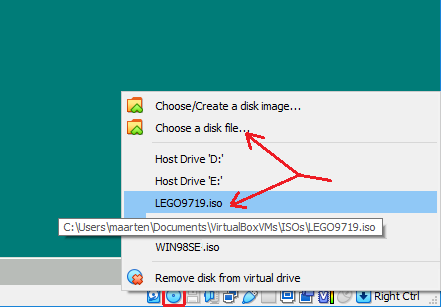 Choose/Create a disk image...
Choose a disk file...
Host Drive 'D:'
Host Drive 'E:'
LEGO9719.iso
C:\Users\maarten\Documents\VirtualBoxVMs\ISOs\LEGO9719.iso
WIN98SE.iso
Remove disk from virtual drive
Right Ctrl